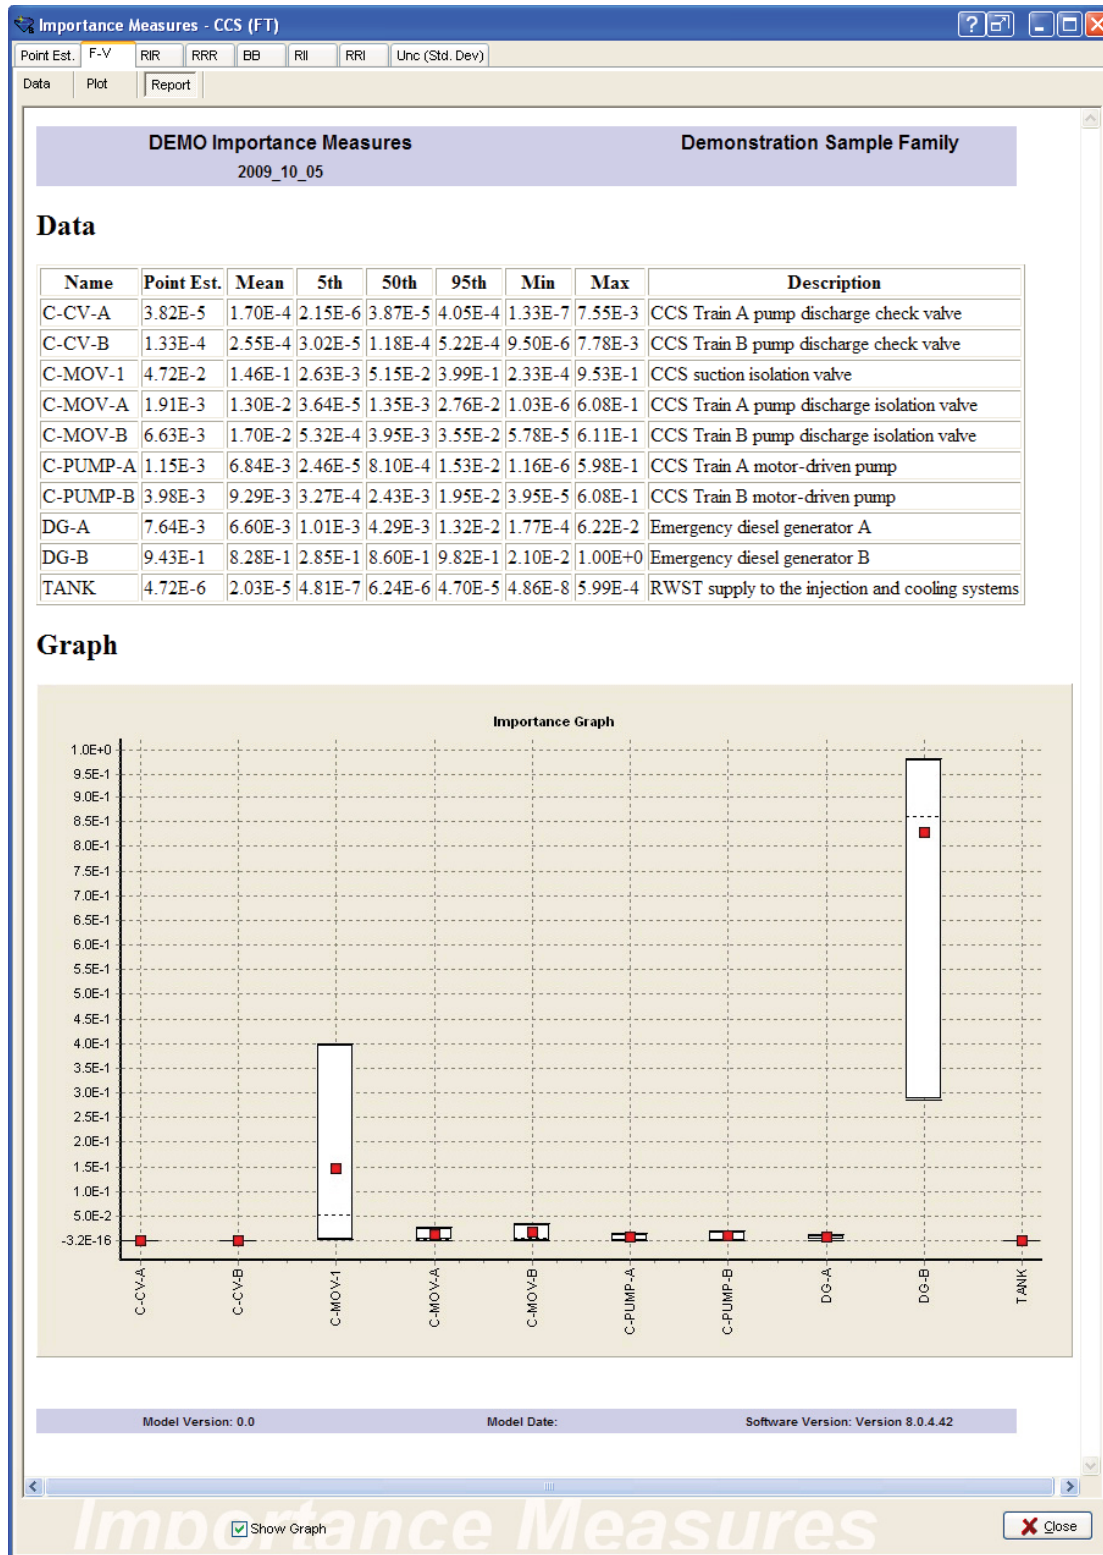 Importance Measures - CCS (FT)
Point Est. F-V RIR RRR BB RII RRI Unc (Std. Dev)
Data Plot Report
DEMO Importance Measures Demonstration Sample Family
2009_10_05
Data
Name Point Est. Mean 5th 50th 95th Min Max Description
C-CV-A 3.82E-5 1.70E-4 2.15E-6 3.87E-5 4.05E-4 1.33E-7 7.55E-3 CCS Train A pump discharge check valve
C-CV-B 1.33E-4 2.55E-4 3.02E-5 1.18E-4 5.22E-4 9.50E-6 7.78E-3 CCS Train B pump discharge check valve
C-MOV-1 4.72E-2 1.46E-1 2.63E-3 5.15E-2 3.99E-1 2.33E-4 9.53E-1 CCS suction isolation valve
C-MOV-A 1.91E-3 1.30E-2 3.64E-5 1.35E-3 2.76E-2 1.03E-6 6.08E-1 CCS Train A pump discharge isolation valve
C-MOV-B 6.63E-3 1.70E-2 5.32E-4 3.95E-3 3.55E-2 5.78E-5 6.11E-1 CCS Train B pump discharge isolation valve
C-PUMP-A 1.15E-3 6.84E-3 2.46E-5 8.10E-4 1.53E-2 1.16E-6 5.98E-1 CCS Train A motor-driven pump
C-PUMP-B 3.98E-3 9.29E-3 3.27E-4 2.43E-3 1.95E-2 3.95E-5 6.08E-1 CCS Train B motor-driven pump
DG-A 7.64E-3 6.60E-3 1.01E-3 4.29E-3 1.32E-2 1.77E-4 6.22E-2 Emergency diesel generator A
DG-B 9.43E-1 8.28E-1 2.85E-1 8.60E-1 9.82E-1 2.10E-2 1.00E+0 Emergency diesel generator B
TANK 4.72E-6 2.03E-5 4.81E-7 6.24E-6 4.70E-5 4.86E-8 5.99E-4 RWST supply to the injection and cooling systems
Graph
Importance Graph
1.0E+0
9.5E-1
9.0E-1
8.5E-1
8.0E-1
7.5E-1
7.0E-1
6.5E-1
6.0E-1
5.5E-1
5.0E-1
4.5E-1
4.0E-1
3.5E-1
3.0E-1
2.5E-1
2.0E-1
1.5E-1
1.0E-1
5.0E-2
-3.2E-16
C-CV-A C-CV-B C-MOV-1 C-MOV-A C-MOV-B C-PUMP-A C-PUMP-B DG-A DG-B TANK
Model Version: 0.0 Model Date: Software Version: Version 8.0.4.42
Importance Measures
Show Graph
Close